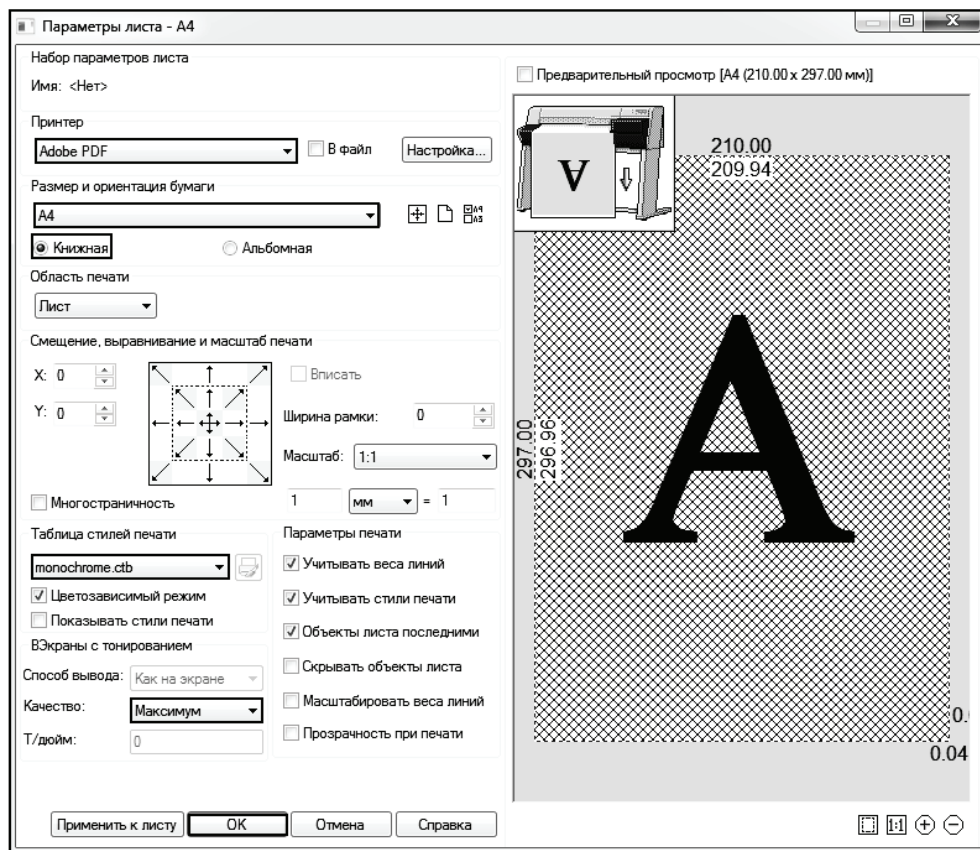 Параметры листа - A4
Набор параметров листа
Имя: <Нет>
Принтер
Adobe PDF
В файл
Настройка...
Размер и ориентация бумаги
A4
Книжная
Альбомная
Область печати
Лист
Смещение, выравнивание и масштаб печати
X: 0
Y: 0
Вписать
Ширина рамки: 0
Масштаб: 1:1
Многостраничность
1 мм = 1
Таблица стилей печати
monochrome.ctb
Цветозависимый режим
Показывать стили печати
ВЭкраны с тонированием
Способ вывода: Как на экране
Качество: Максимум
Т/дюйм: 0
Параметры печати
Учитывать веса линий
Учитывать стили печати
Объекты листа последними
Скрывать объекты листа
Масштабировать веса линий
Прозрачность при печати
Применить к листу
OK
Отмена
Справка
Предварительный просмотр [A4 (210.00 x 297.00 мм)]
A
210.00
209.94
297.00
296.96
A
0.04
1:1